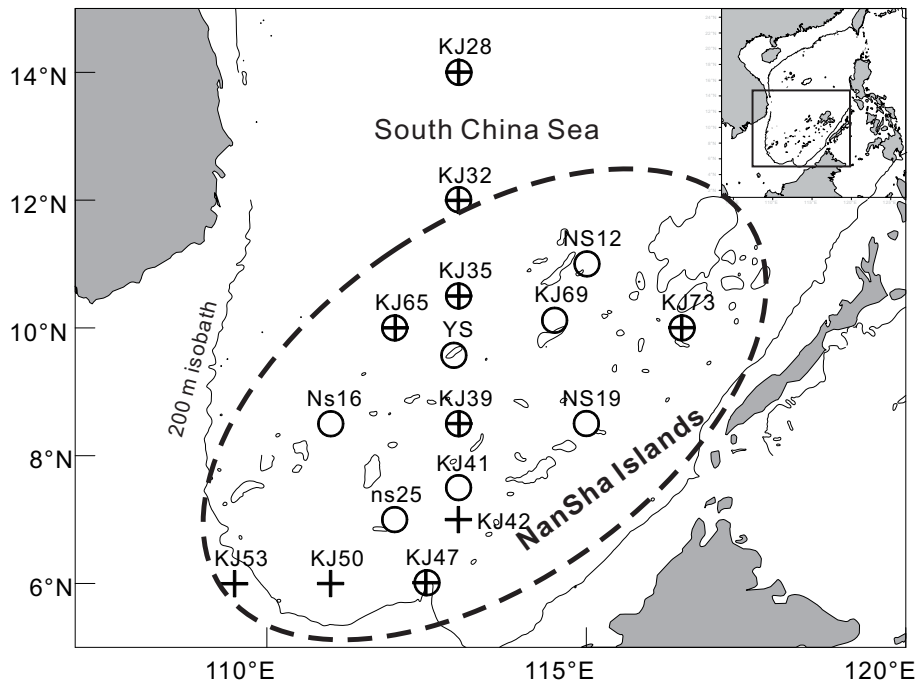 KJ28
14°N
South China Sea
KJ32
12°N
NS12
KJ35
KJ65
KJ69
KJ73
10°N
YS
200 m isobath
Ns16
KJ39
NS19
8°N
KJ41
ns25
KJ42
NanSha Islands
KJ53
KJ50
KJ47
6°N
110°E
115°E
120°E